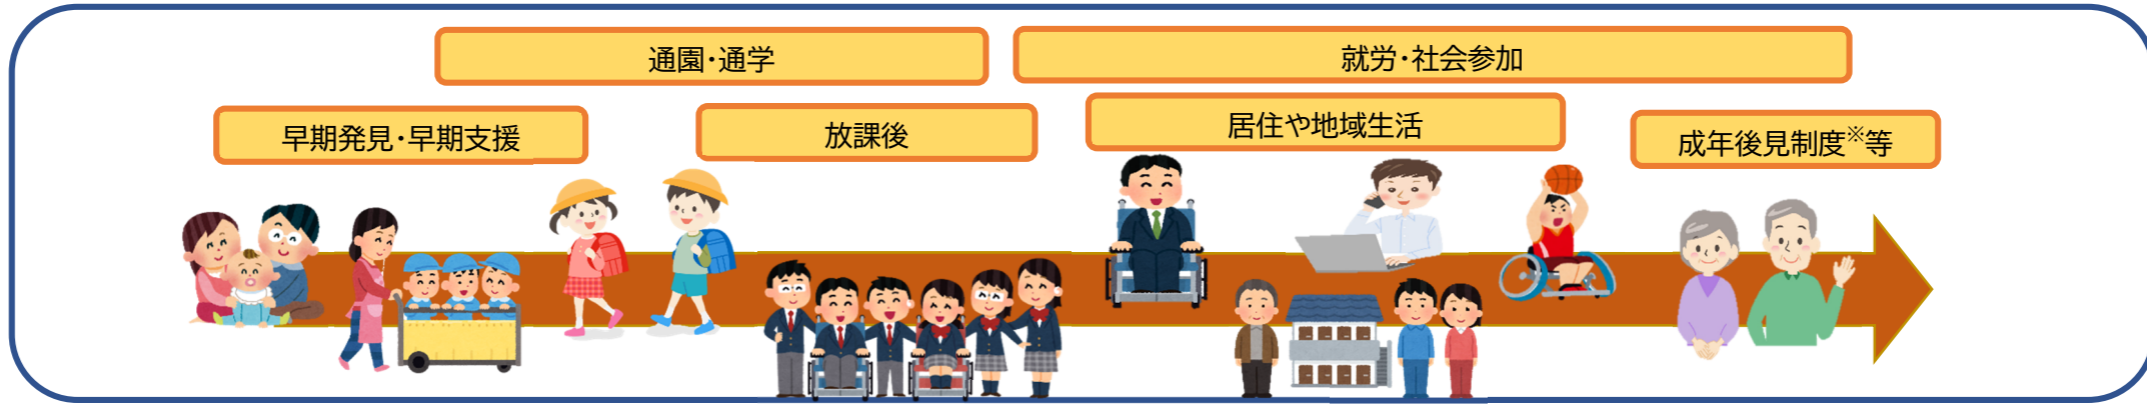 通園・通学
就労・社会参加
早期発見・早期支援
放課後
居住や地域生活
成年後見制度※等